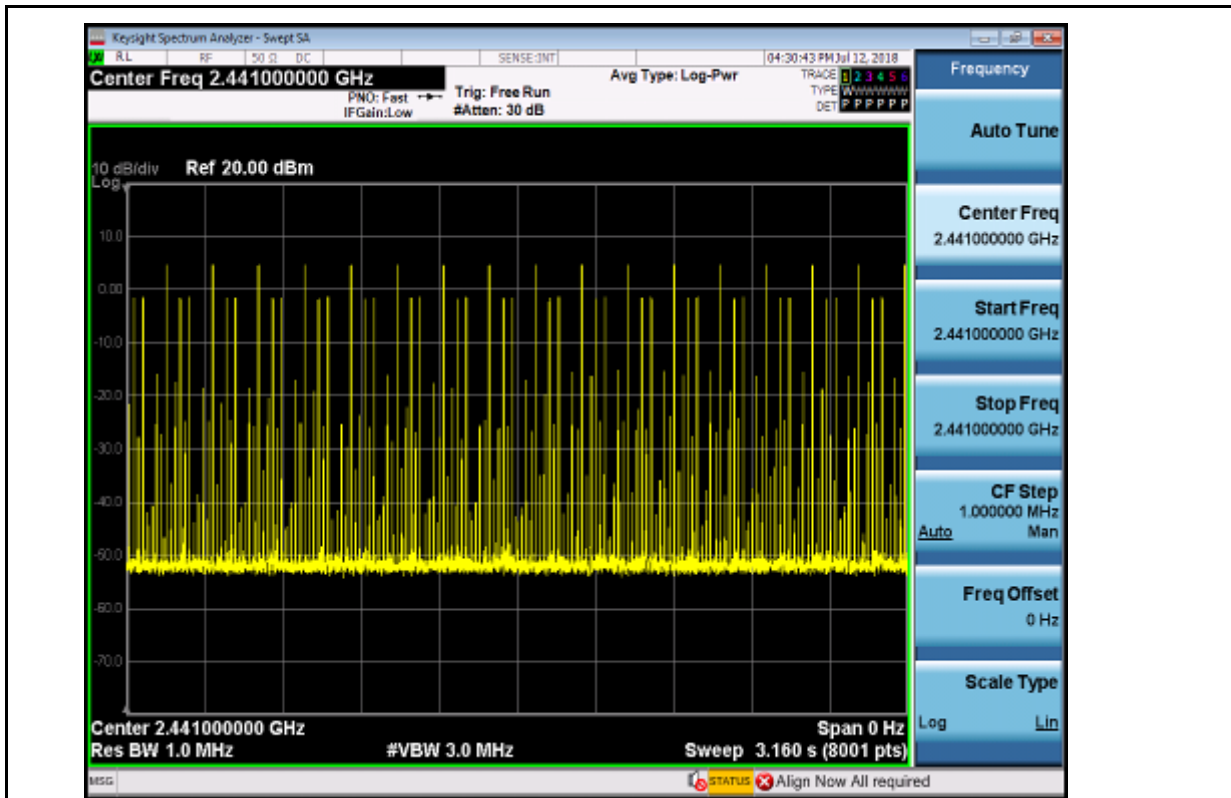 Keysight Spectrum Analyzer - Swept SA
RL RF 50 Ω DC SENSE:INT 04:30:43 PM Jul 12, 2018
Center Freq 2.441000000 GHz
Avg Type: Log-Pwr
TRACE 1 2 3 4 5 6
PNO: Fast
Trig: Free Run
TYPE WWWWWW
IFGain:Low
#Atten: 30 dB
DET P P P P P P
10 dB/div Ref 20.00 dBm
Log
10.0
0.00
-10.0
-20.0
-30.0
-40.0
-50.0
-60.0
-70.0
Center 2.441000000 GHz Span 0 Hz
Res BW 1.0 MHz #VBW 3.0 MHz Sweep 3.160 s (8001 pts)
MSG STATUS Align Now All required
Frequency
Auto Tune
Center Freq
2.441000000 GHz
Start Freq
2.441000000 GHz
Stop Freq
2.441000000 GHz
CF Step
1.000000 MHz
Auto Man
Freq Offset
0 Hz
Scale Type
Log Lin